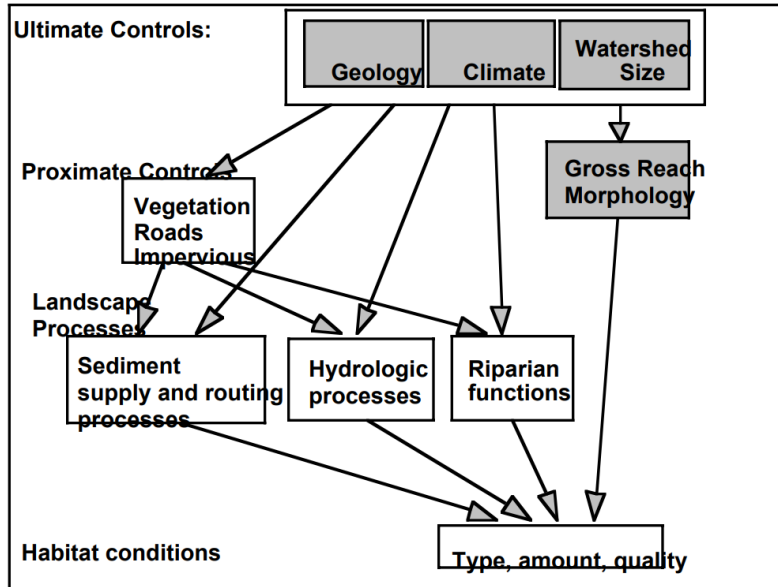 Ultimate Controls:
Geology
Climate
Watershed
Size
Proximate Controls
Gross Reach
Morphology
Vegetation
Roads
Impervious
Landscape
Processes
Sediment
supply and routing
processes
Hydrologic
processes
Riparian
functions
Habitat conditions
Type, amount, quality